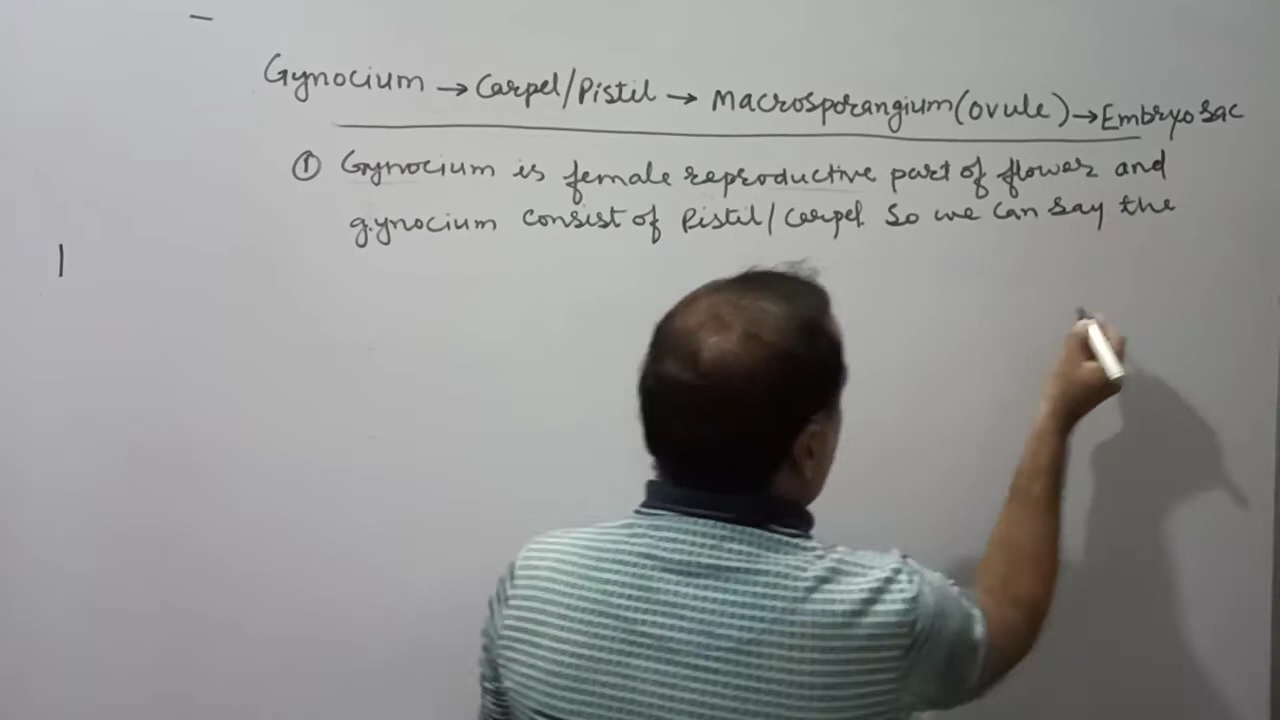 Gynocium → Carpel/Pistil → Macrosporangium (ovule) → Embryo sac
① Gynocium is female reproductive part of flower and
gynocium consist of Pistil/Carpel. So we can say the